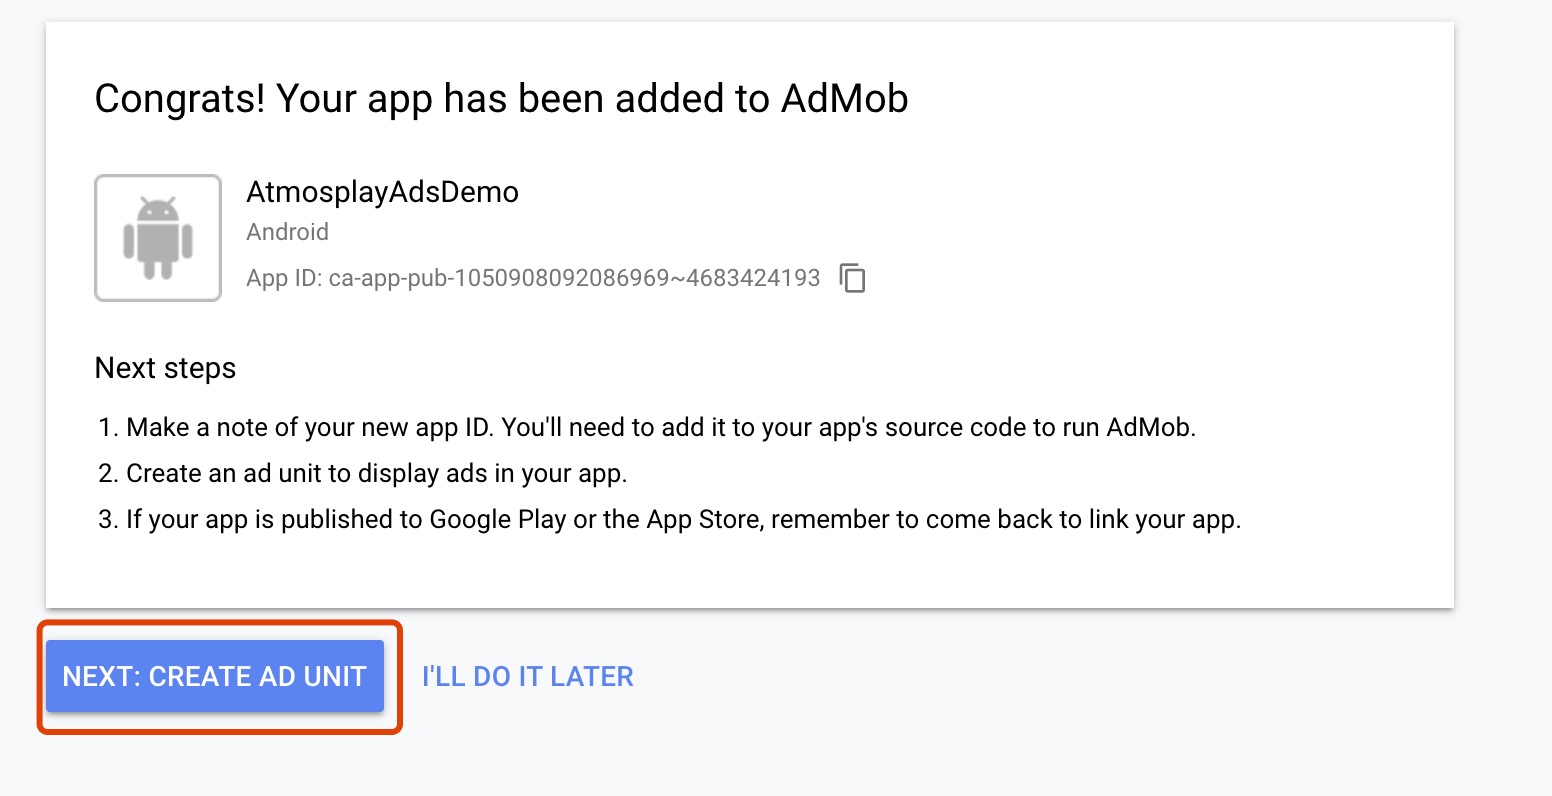 Congrats! Your app has been added to AdMob
AtmosplayAdsDemo
Android
App ID: ca-app-pub-1050908092086969~4683424193
Next steps
1. Make a note of your new app ID. You'll need to add it to your app's source code to run AdMob.
2. Create an ad unit to display ads in your app.
3. If your app is published to Google Play or the App Store, remember to come back to link your app.
NEXT: CREATE AD UNIT I'LL DO IT LATER